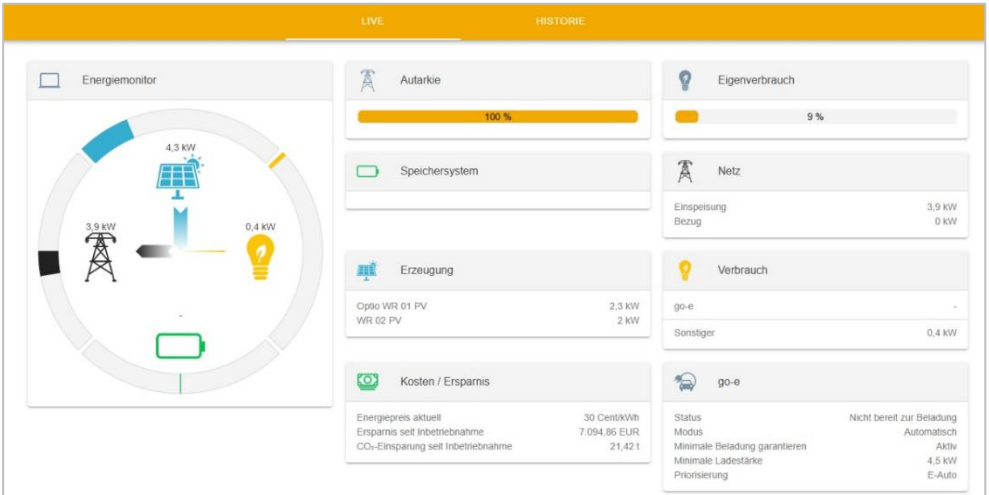 LIVE
HISTORIE
Energiemonitor
4,3 kW
3,9 kW
0,4 kW
-
Autarkie
100 %
Eigenverbrauch
9 %
Speichersystem
Netz
Einspeisung 3,9 kW
Bezug 0 kW
Erzeugung
Optio WR 01 PV 2,3 kW
WR 02 PV 2 kW
Verbrauch
go-e -
Sonstiger 0,4 kW
Kosten / Ersparnis
Energiepreis aktuell 30 Cent/kWh
Ersparnis seit Inbetriebnahme 7.094,86 EUR
CO₂-Einsparung seit Inbetriebnahme 21,42 t
go-e
Status Nicht bereit zur Beladung
Modus Automatisch
Minimale Beladung garantieren Aktiv
Minimale Ladestärke 4,5 kW
Priorisierung E-Auto